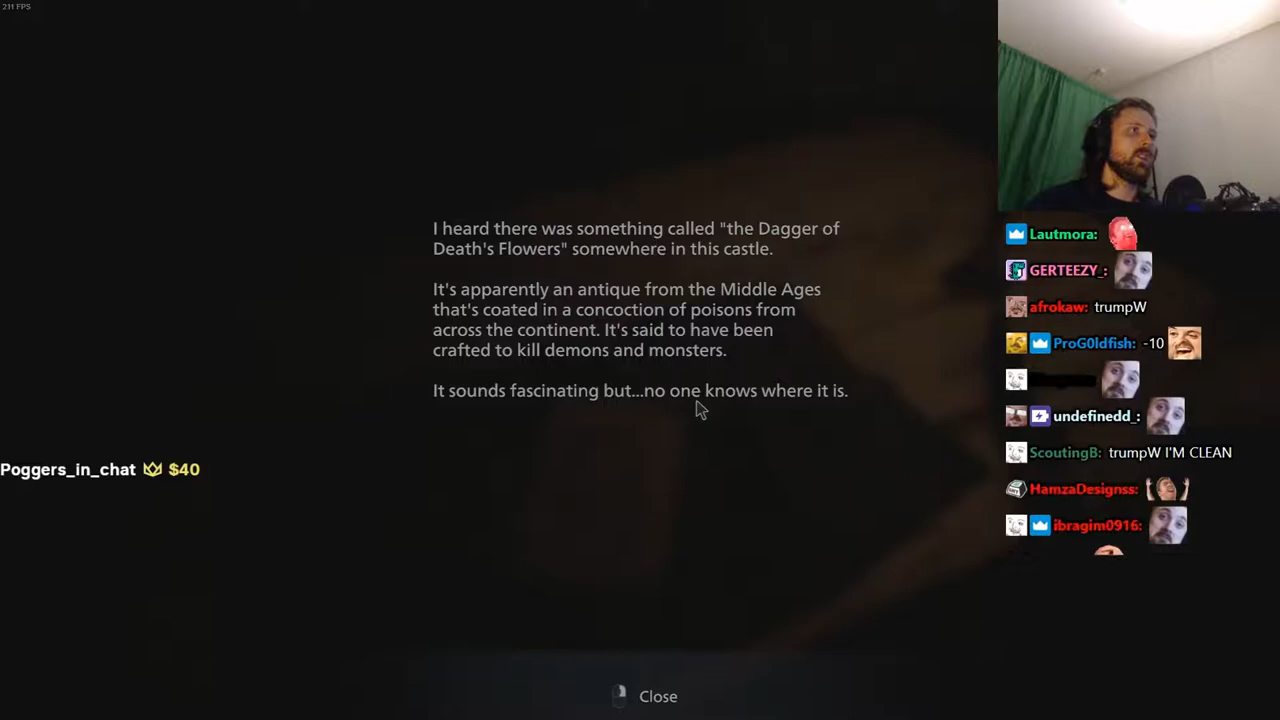 211 FPS
I heard there was something called "the Dagger of
Death's Flowers" somewhere in this castle.
It's apparently an antique from the Middle Ages
that's coated in a concoction of poisons from
across the continent. It's said to have been
crafted to kill demons and monsters.
It sounds fascinating but...no one knows where it is.
Poggers_in_chat $40
Close
Lautmora:
GERTEEZY_:
afrokaw: trumpW
ProG0ldfish: -10
undefinedd_:
ScoutingB: trumpW I'M CLEAN
HamzaDesignss:
ibragim0916: